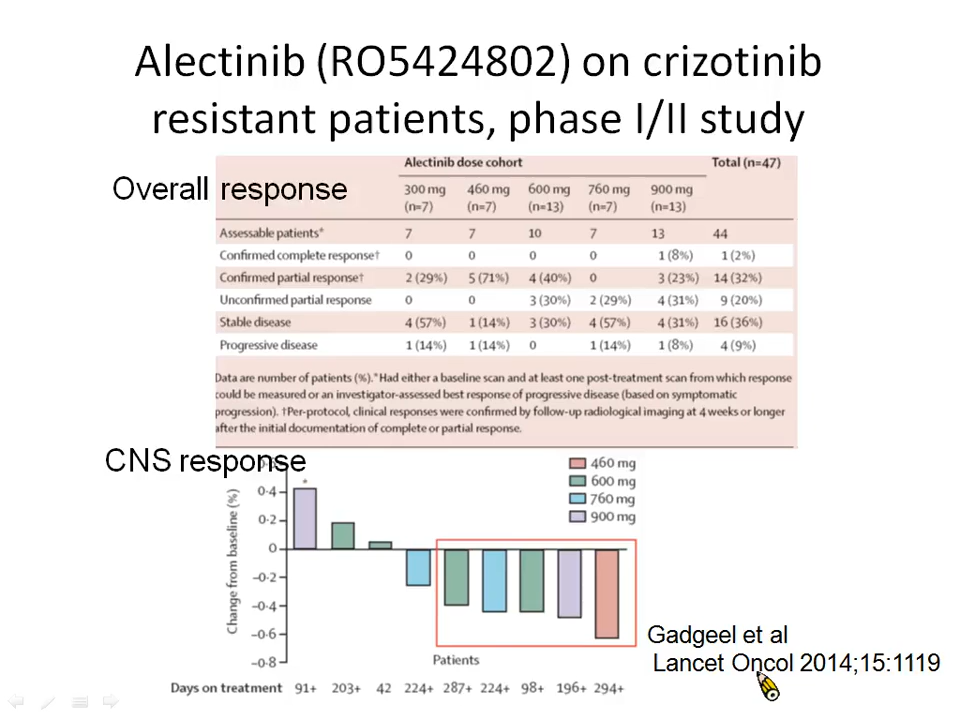 Alectinib (RO5424802) on crizotinib
resistant patients, phase I/II study
Overall response
Alectinib dose cohort Total (n=47)
300 mg 460 mg 600 mg 760 mg 900 mg
(n=7) (n=7) (n=13) (n=7) (n=13)
Assessable patients* 7 7 10 7 13 44
Confirmed complete response† 0 0 0 0 1 (8%) 1 (2%)
Confirmed partial response† 2 (29%) 5 (71%) 4 (40%) 0 3 (23%) 14 (32%)
Unconfirmed partial response 0 0 3 (30%) 2 (29%) 4 (31%) 9 (20%)
Stable disease 4 (57%) 1 (14%) 3 (30%) 4 (57%) 4 (31%) 16 (36%)
Progressive disease 1 (14%) 1 (14%) 0 1 (14%) 1 (8%) 4 (9%)
Data are number of patients (%). *Had either a baseline scan and at least one post-treatment scan from which response
could be measured or an investigator-assessed best response of progressive disease (based on symptomatic
progression). †Per-protocol, clinical responses were confirmed by follow-up radiological imaging at 4 weeks or longer
after the initial documentation of complete or partial response.
CNS response
460 mg
600 mg
760 mg
900 mg
Change from baseline (%)
0·4
0·2
0
–0·2
–0·4
–0·6
–0·8
*
Patients
Days on treatment 91+ 203+ 42 224+ 287+ 224+ 98+ 196+ 294+
Gadgeel et al
Lancet Oncol 2014;15:1119